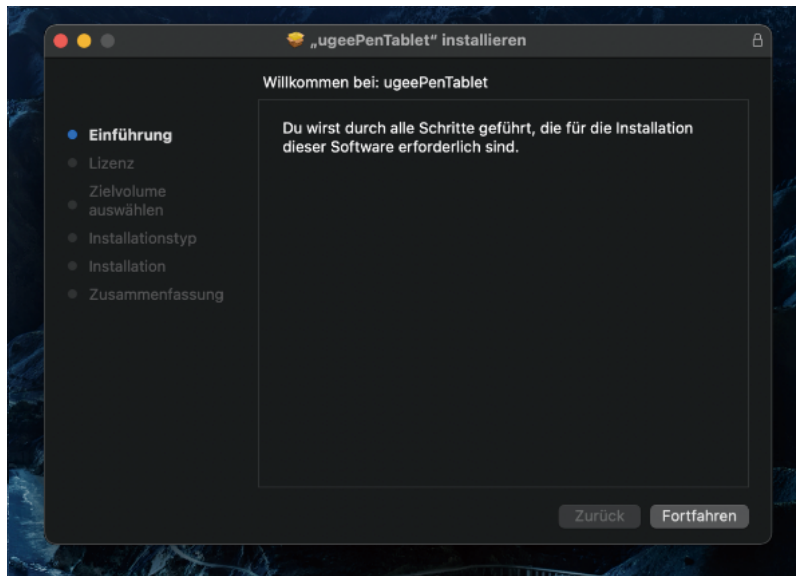 „ugeePenTablet“ installieren
Willkommen bei: ugeePenTablet
Einführung
Lizenz
Zielvolume
auswählen
Installationstyp
Installation
Zusammenfassung
Du wirst durch alle Schritte geführt, die für die Installation
dieser Software erforderlich sind.
Zurück
Fortfahren